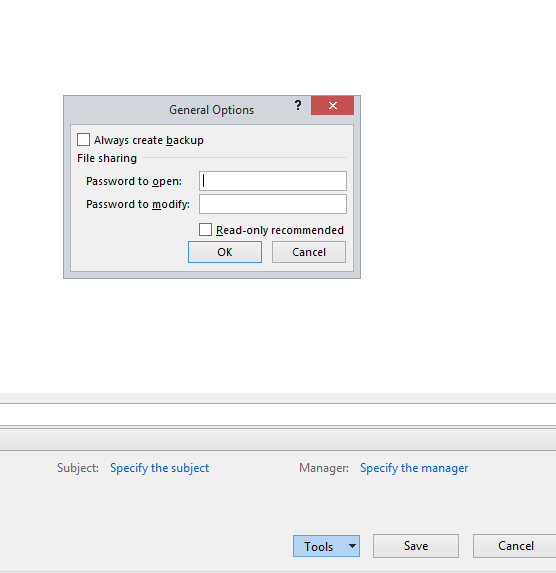 General Options ?
Always create backup
File sharing
Password to open:
Password to modify:
Read-only recommended
OK Cancel
Subject: Specify the subject Manager: Specify the manager
Tools Save Cancel